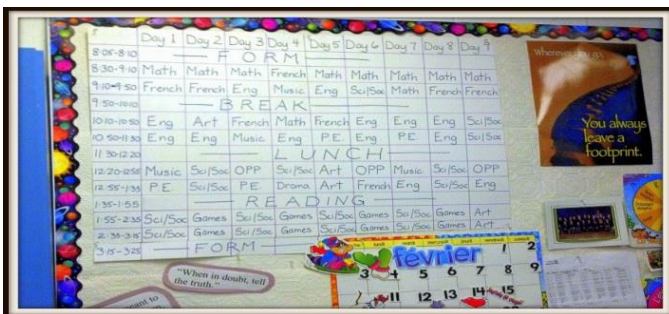 Day 1 Day 2 Day 3 Day 4 Day 5 Day 6 Day 7 Day 8 Day 9
8:05-8:10 FORM
8:30-9:10 Math Math Math French Math Math Math Math Math
9:10-9:50 French French Eng Music Eng Sci/Soc Math French French
9:50-10:10 BREAK
10:10-10:50 Eng Art French Math French Eng Eng Eng Sci/Soc
10:50-11:30 Eng Eng Music Eng P.E. Eng P.E. Eng Sci/Soc
11:30-12:20 LUNCH
12:20-12:55 Music Sci/Soc OPP Sci/Soc Art OPP Music Sci/Soc OPP
12:55-1:35 P.E. Sci/Soc P.E. Drama Art French Eng Sci/Soc Eng
1:35-1:55 READING
1:55-2:35 Sci/Soc Games Sci/Soc Games Sci/Soc Games Sci/Soc Games Art
2:35-3:15 Sci/Soc Games Sci/Soc Games Sci/Soc Games Sci/Soc Games Art
3:15-3:25 FORM
Wherever you go,
You always
leave a
footprint.
"When in doubt, tell
the truth."
février
1 2
3 4 5 6 7 8 9
11 12 13 14 15